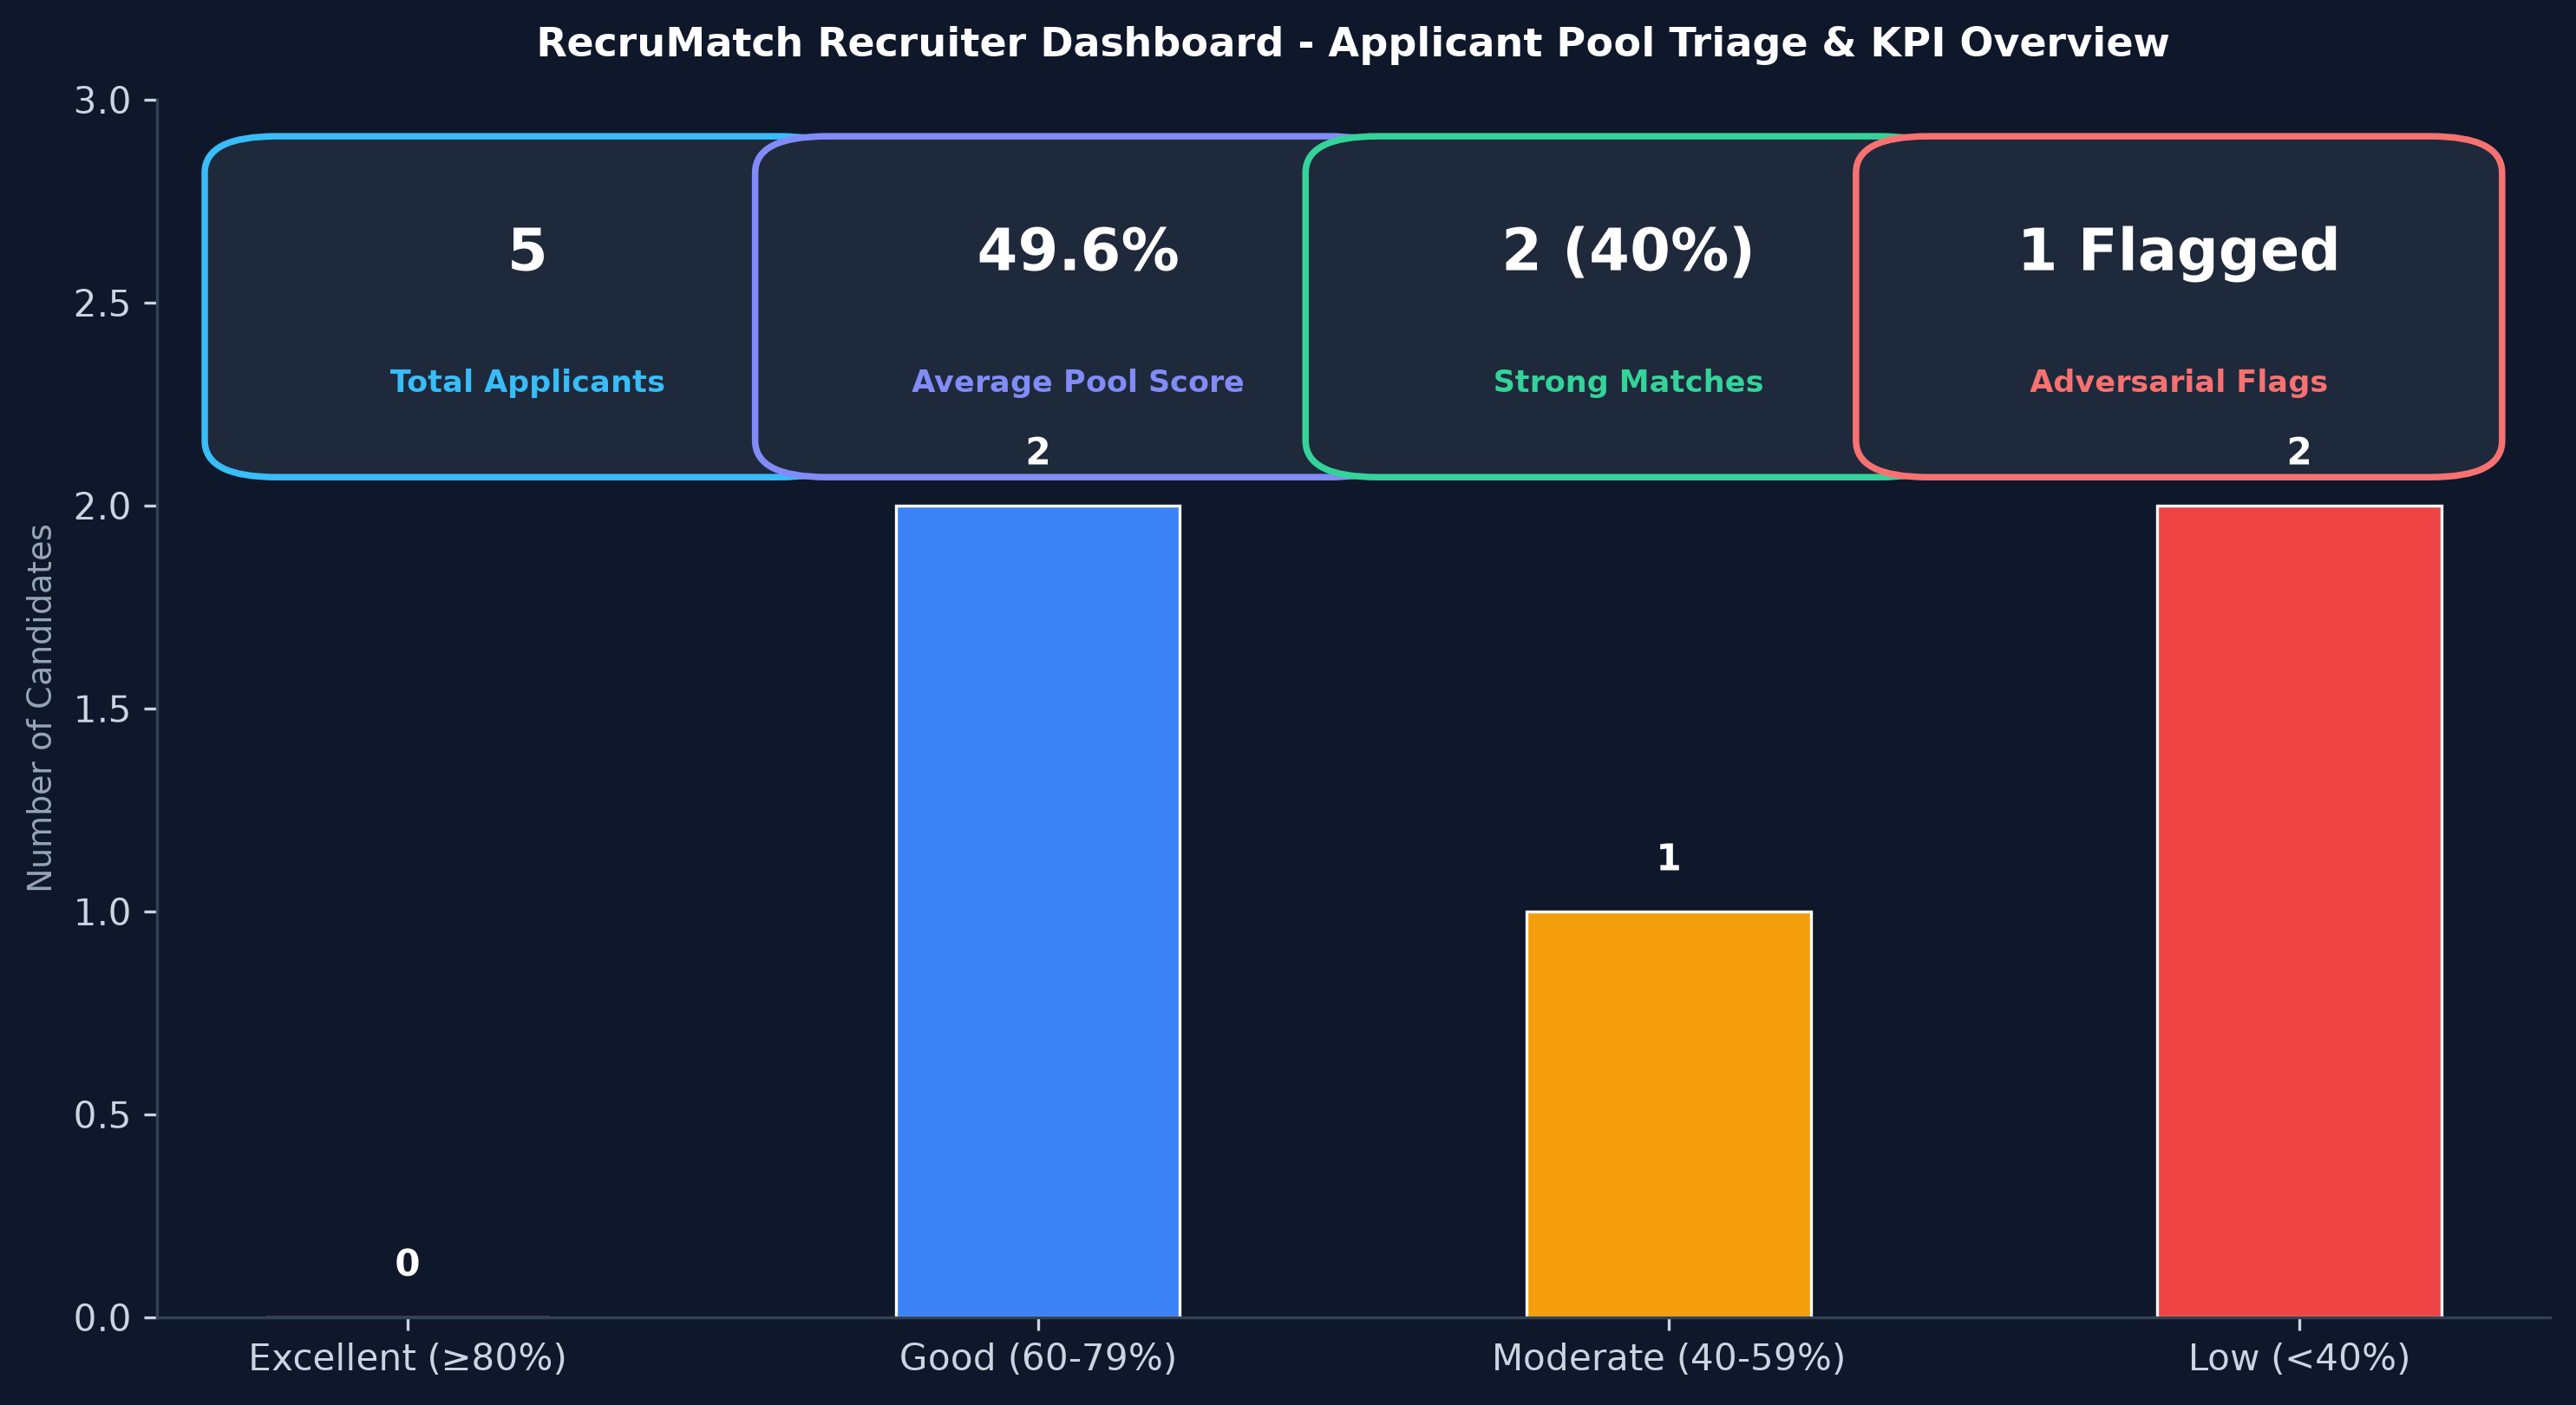 RecruMatch Recruiter Dashboard - Applicant Pool Triage & KPI Overview
3.0
2.5
2.0
1.5
1.0
0.5
0.0
Number of Candidates
5
Total Applicants
49.6%
Average Pool Score
2 (40%)
Strong Matches
1 Flagged
Adversarial Flags
0
2
1
2
Excellent (≥80%)
Good (60-79%)
Moderate (40-59%)
Low (<40%)